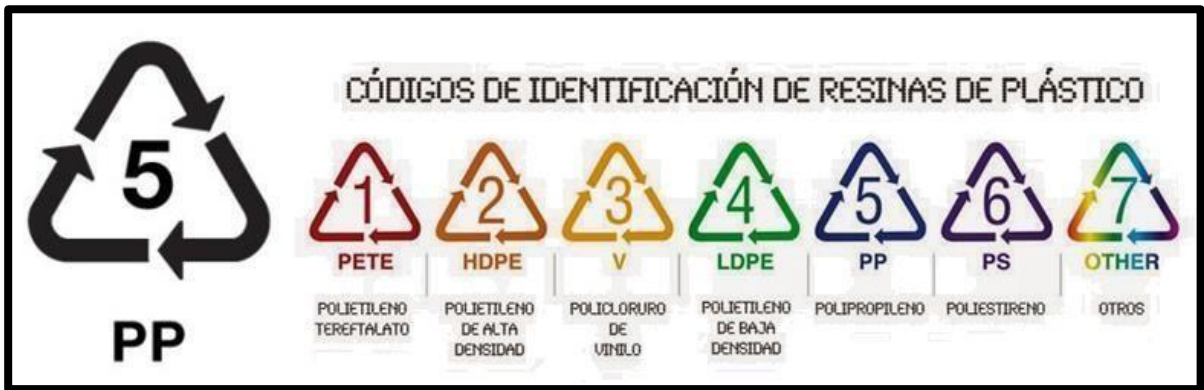 5
PP
CÓDIGOS DE IDENTIFICACIÓN DE RESINAS DE PLÁSTICO
1
PETE
POLIETILENO
TEREFTALATO
2
HDPE
POLIETILENO
DE ALTA
DENSIDAD
3
V
POLICLORURO
DE
VINILO
4
LDPE
POLIETILENO
DE BAJA
DENSIDAD
5
PP
POLIPROPILENO
6
PS
POLIESTIRENO
7
OTHER
OTROS